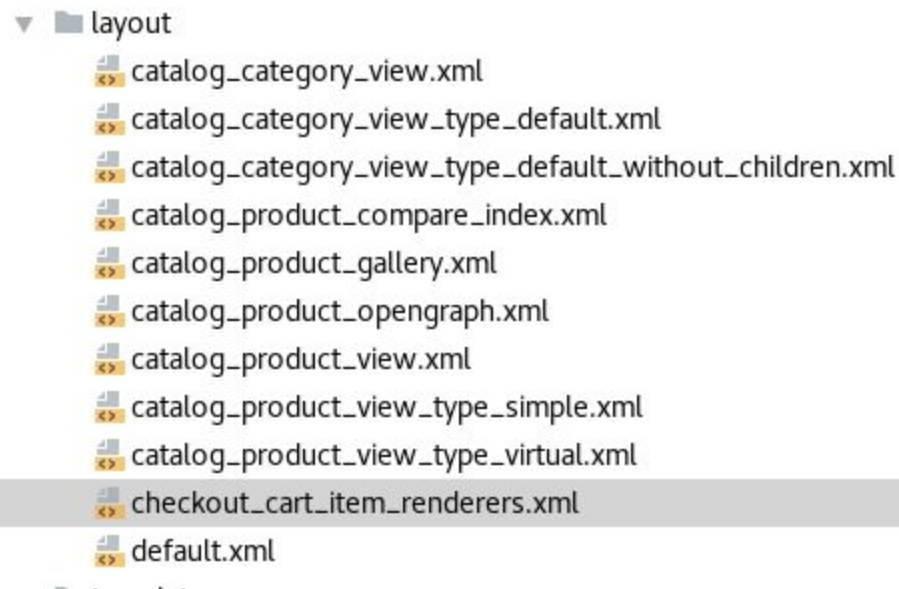 layout
catalog_category_view.xml
catalog_category_view_type_default.xml
catalog_category_view_type_default_without_children.xml
catalog_product_compare_index.xml
catalog_product_gallery.xml
catalog_product_opengraph.xml
catalog_product_view.xml
catalog_product_view_type_simple.xml
catalog_product_view_type_virtual.xml
checkout_cart_item_renderers.xml
default.xml